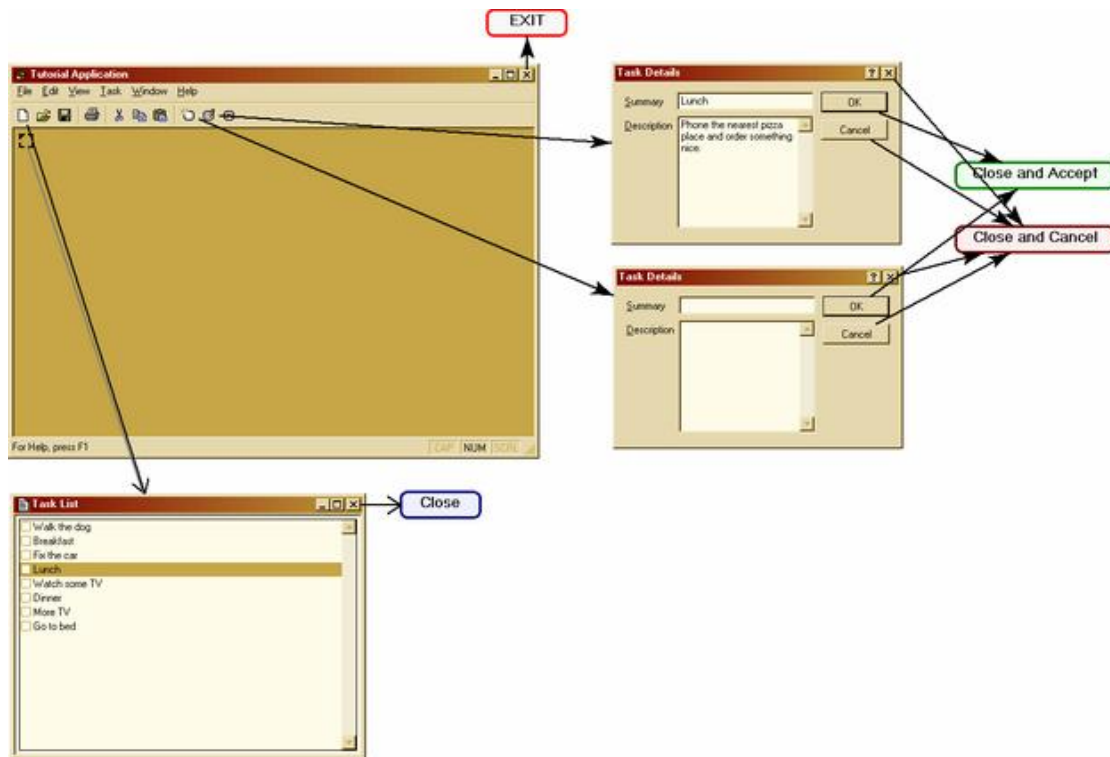 EXIT
Tutorial Application
File Edit View Task Window Help
For Help, press F1
CAP NUM SCRL
Task Details
Summary Lunch
OK
Description Phone the nearest pizza
place and order something
nice.
Cancel
Close and Accept
Close and Cancel
Task Details
Summary
OK
Description
Cancel
Task List
Close
Walk the dog
Breakfast
Fix the car
Lunch
Watch some TV
Dinner
More TV
Go to bed